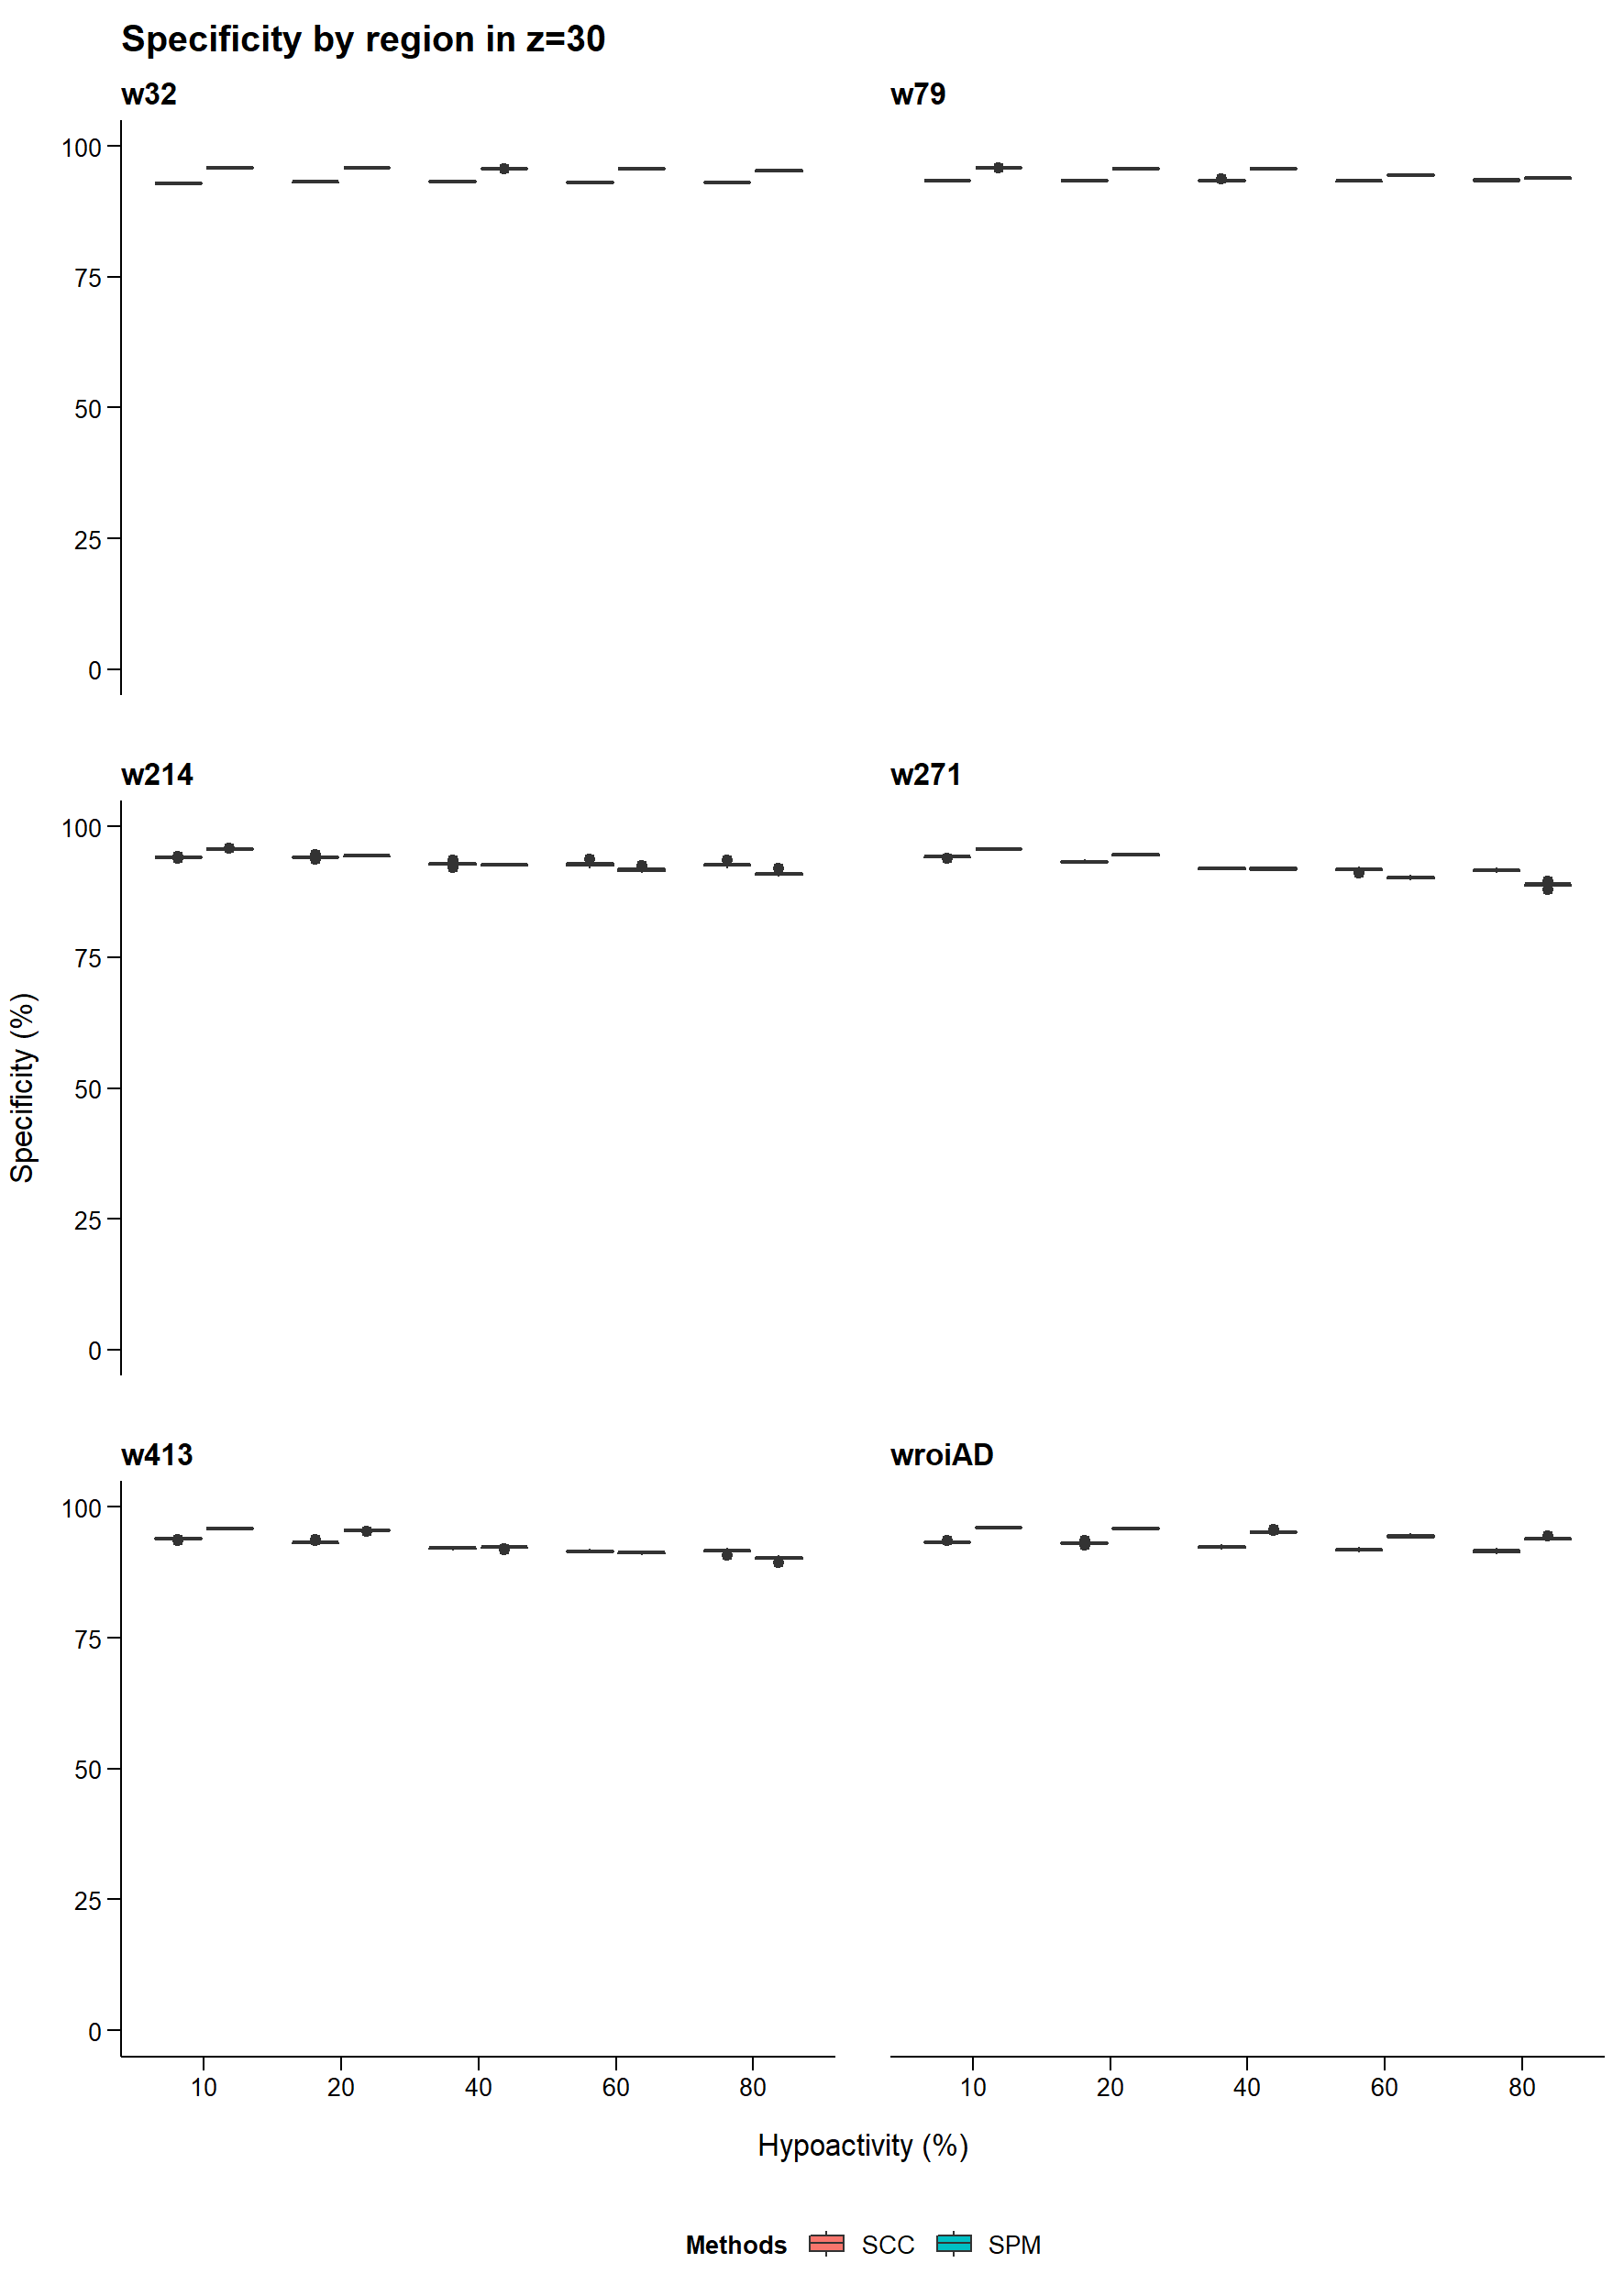 Specificity by region in z=30
w32
w79
100
75
50
25
0
w214
w271
100
75
50
25
0
Specificity (%)
w413
wroiAD
100
75
50
25
0
10 20 40 60 80
10 20 40 60 80
Hypoactivity (%)
Methods SCC SPM